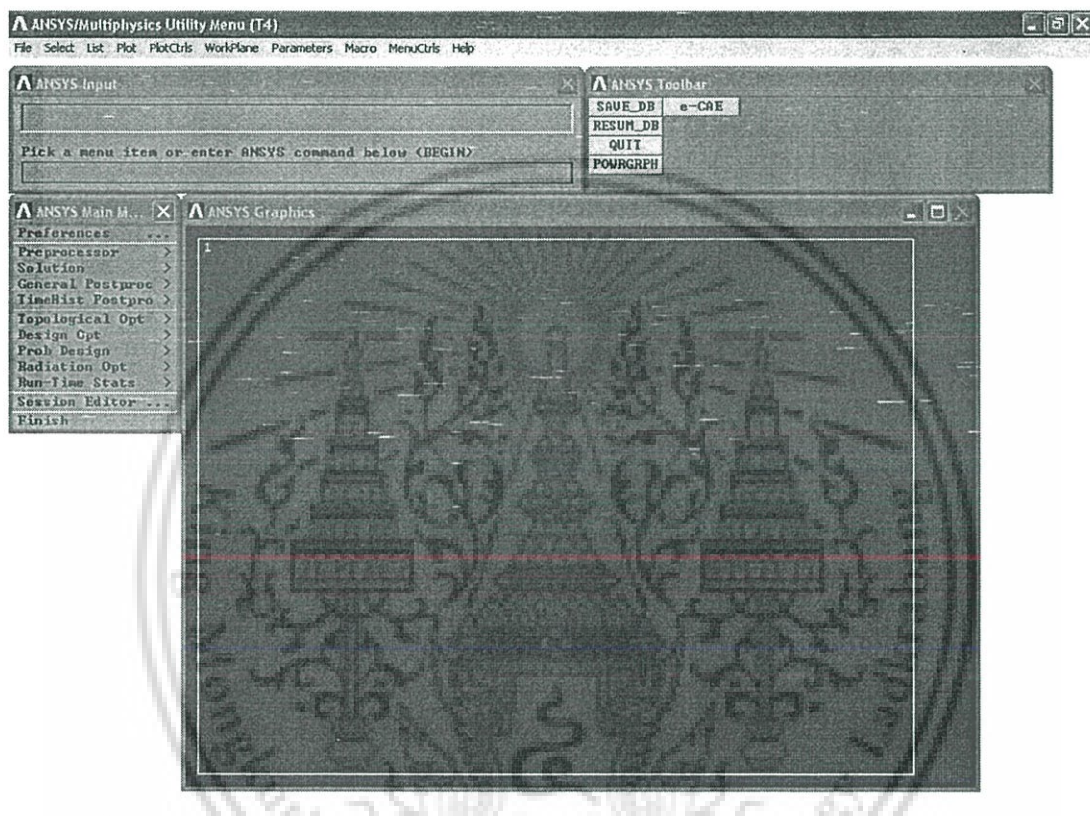 ANSYS/Multiphysics Utility Menu (T4)
File Select List Plot PlotCtrls WorkPlane Parameters Macro MenuCtrls Help
ANSYS Input
Pick a menu item or enter ANSYS command below (BEGIN)
ANSYS Toolbar
SAVE_DB e-CAE
RESUM_DB
QUIT
POWRGRPH
ANSYS Main M...
Preferences ...
Preprocessor >
Solution >
General Postproc >
TimeHist Postpro >
Topological Opt >
Design Opt >
Prob Design >
Radiation Opt >
Run-Time Stats >
Session Editor ...
Finish
ANSYS Graphics
1